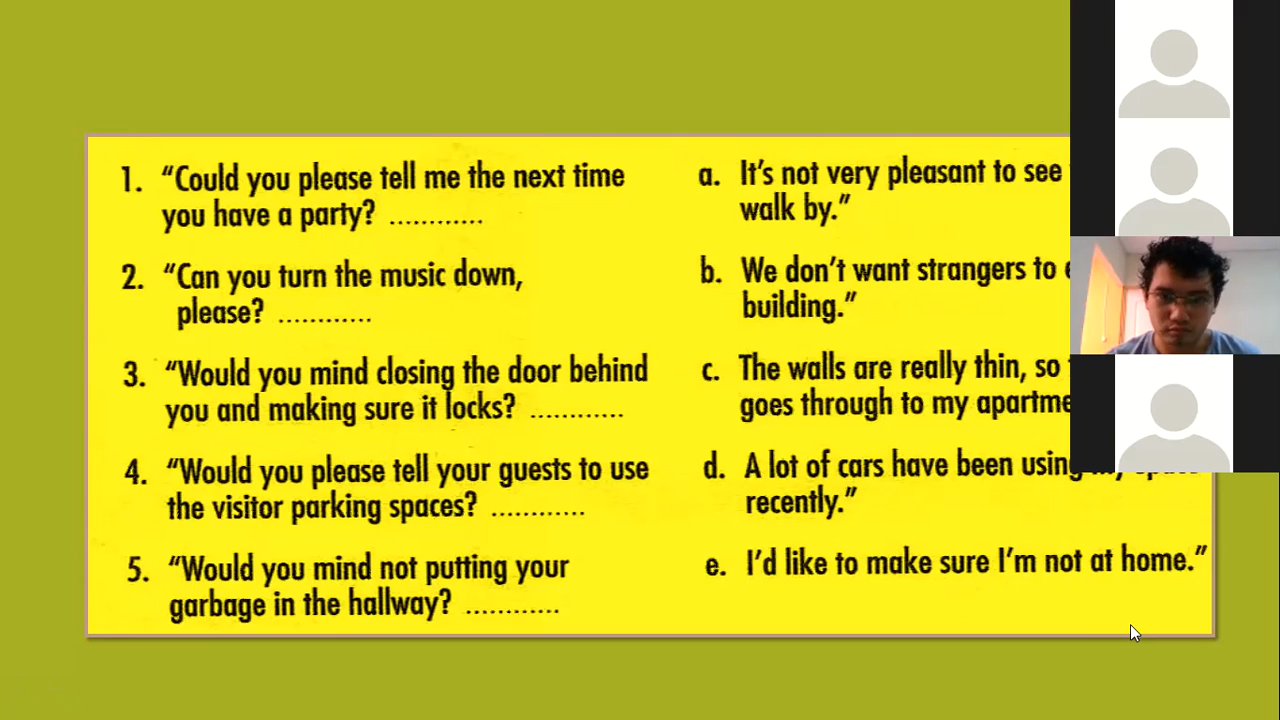 1. “Could you please tell me the next time
you have a party? ............
2. “Can you turn the music down,
please? ............
3. “Would you mind closing the door behind
you and making sure it locks? ............
4. “Would you please tell your guests to use
the visitor parking spaces? ............
5. “Would you mind not putting your
garbage in the hallway? ............
a. It’s not very pleasant to see
walk by.”
b. We don’t want strangers to
building.”
c. The walls are really thin, so
goes through to my
d. A lot of cars have been using
recently.”
e. I’d like to make sure I’m not at home.”